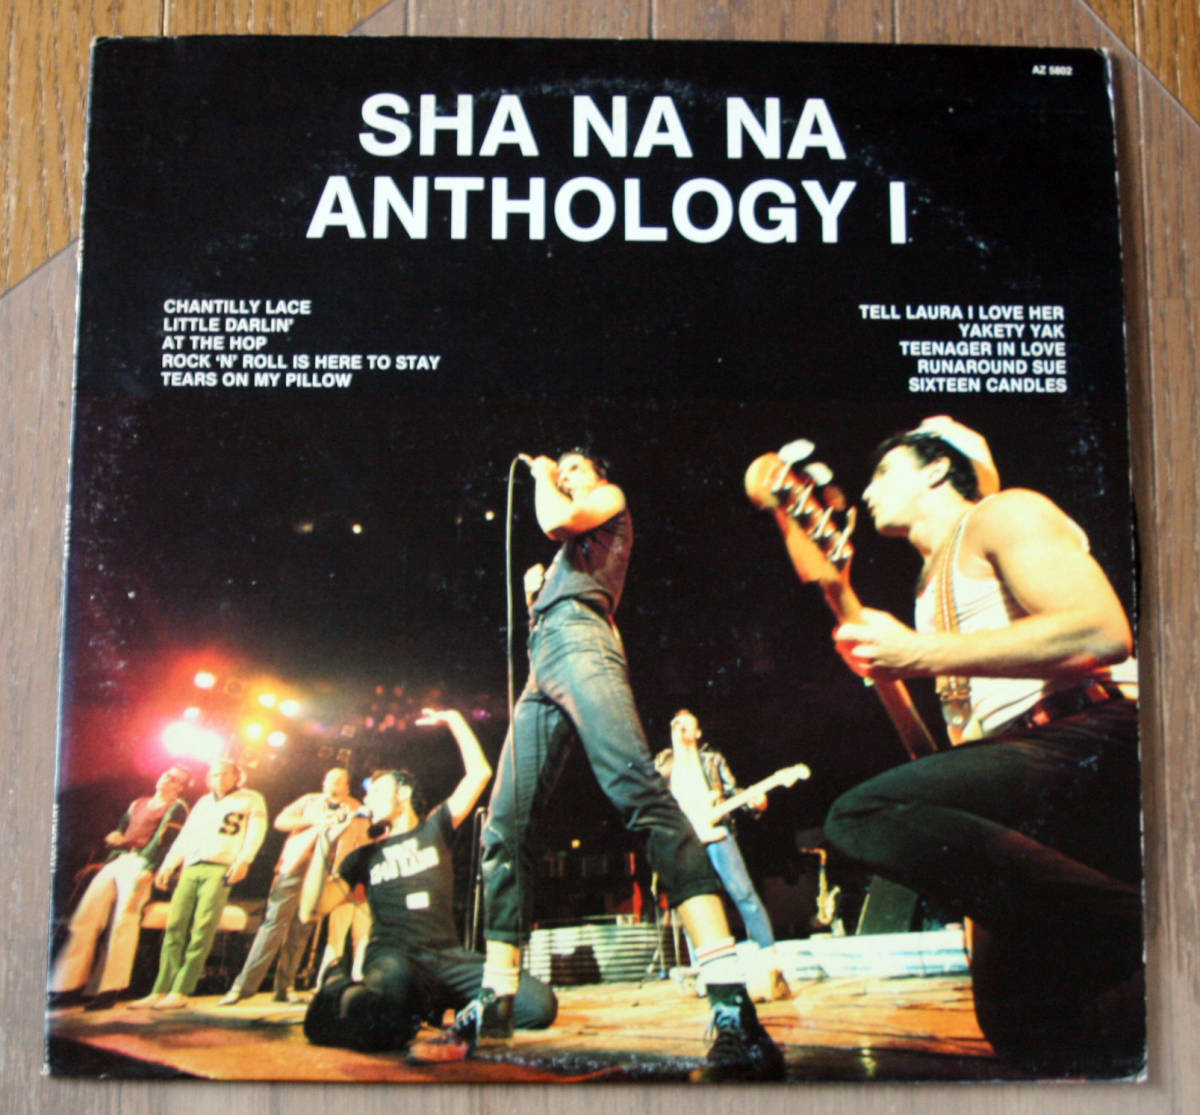 AZ 5802
SHA NA NA
ANTHOLOGY I
CHANTILLY LACE
LITTLE DARLIN'
AT THE HOP
ROCK 'N' ROLL IS HERE TO STAY
TEARS ON MY PILLOW
TELL LAURA I LOVE HER
YAKETY YAK
TEENAGER IN LOVE
RUNAROUND SUE
SIXTEEN CANDLES
S